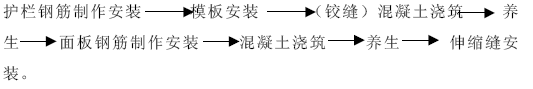 护栏钢筋制作安装→模板安装→（铰缝）混凝土浇筑→养
生→面板钢筋制作安装→混凝土浇筑→养生→伸缩缝安
装。